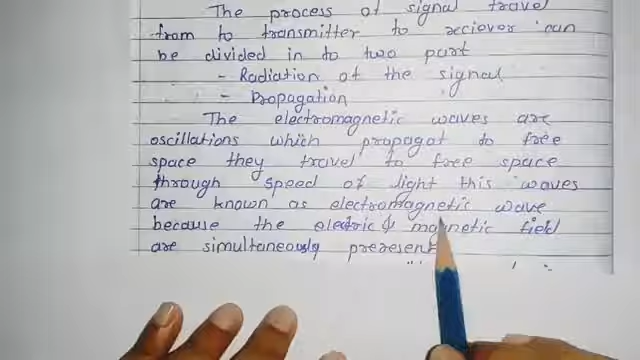 The process of signal travel
from to transmitter to reciever can
be divided in to two part
- Radiation of the signal
- Propagation
The electromagnetic waves are
oscillations which propagat to free
space they travel to free space
through speed of light this waves
are known as electromagnetic wave
because the electric & magnetic field
are simultaneously preresent